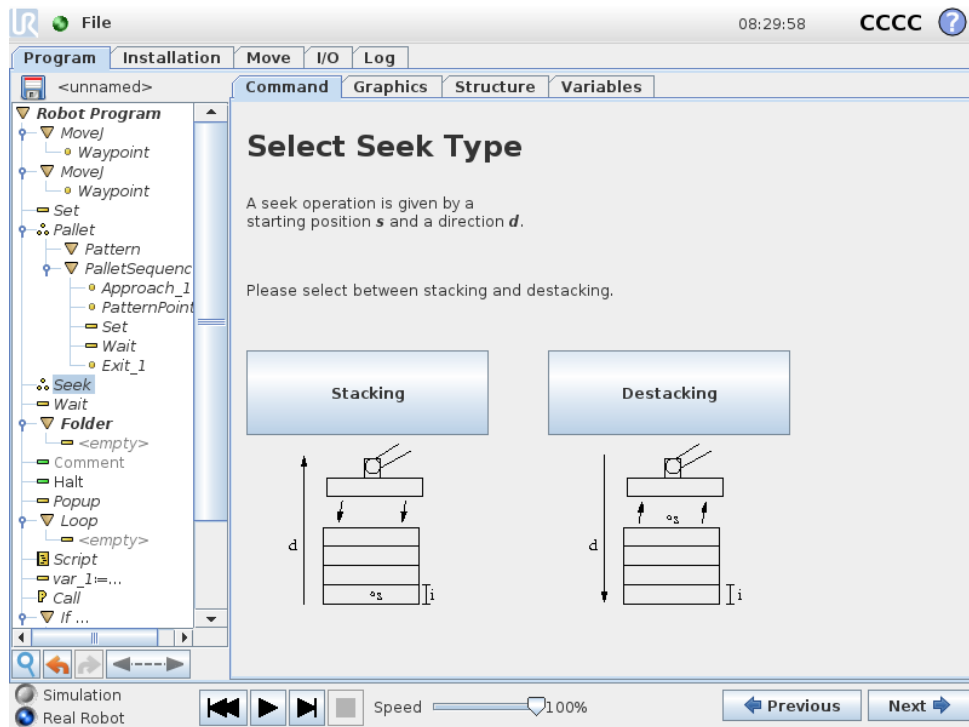 UR File 08:29:58 CCCC ?
Program Installation Move I/O Log
<unnamed>
Command Graphics Structure Variables
Robot Program
MoveJ
Waypoint
MoveJ
Waypoint
Set
Pallet
Pattern
PalletSequenc
Approach_1
PatternPoint
Set
Wait
Exit_1
Seek
Wait
Folder
<empty>
Comment
Halt
Popup
Loop
<empty>
Script
var_1:=...
Call
If ...
Select Seek Type
A seek operation is given by a
starting position s and a direction d.
Please select between stacking and destacking.
Stacking
Destacking
d
s
i
d
s
i
Simulation
Real Robot
Speed 100%
Previous
Next